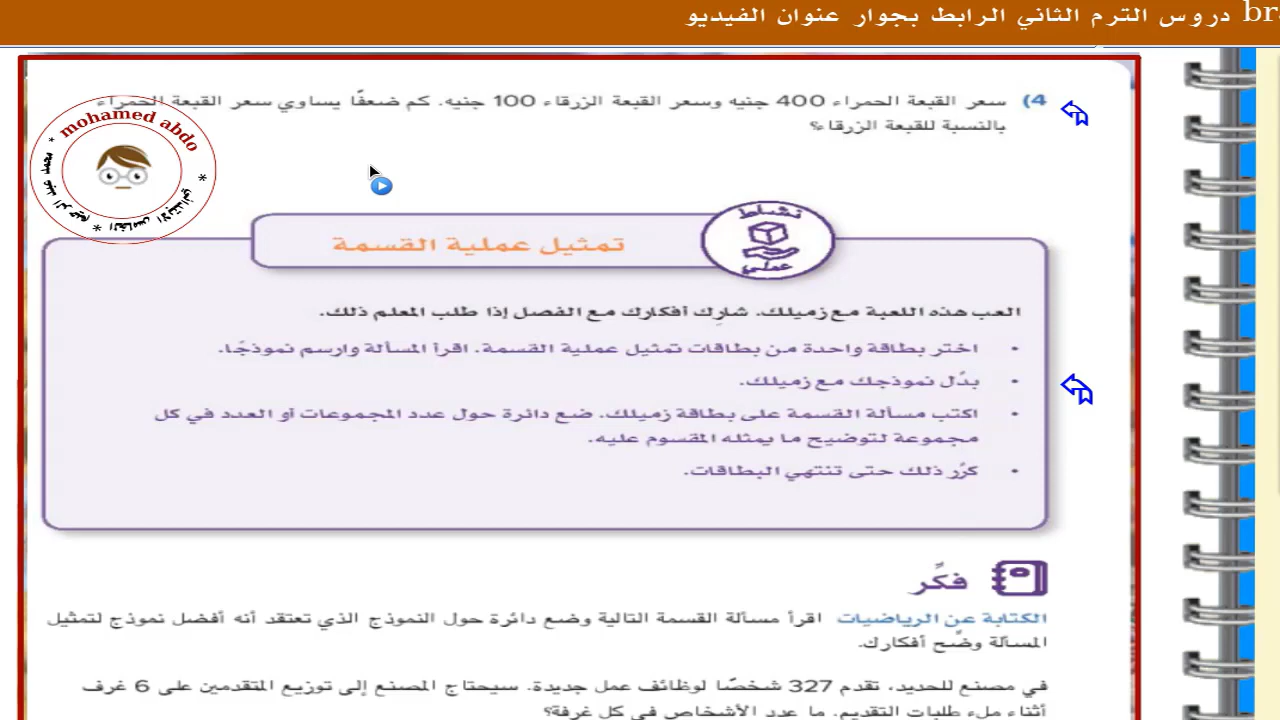 دروس الترم الثاني الرابط بجوار عنوان الفيديو br
4) سعر القبعة الحمراء 400 جنيه وسعر القبعة الزرقاء 100 جنيه. كم ضعفًا يساوي سعر القبعة الحمراء
بالنسبة للقبعة الزرقاء؟
mohamed abdo
نشاط
عملي
تمثيل عملية القسمة
العب هذه اللعبة مع زميلك. شارِك أفكارك مع الفصل إذا طلب المعلم ذلك.
• اختر بطاقة واحدة من بطاقات تمثيل عملية القسمة. اقرأ المسألة وارسم نموذجًا.
• بدِّل نموذجك مع زميلك.
• اكتب مسألة القسمة على بطاقة زميلك. ضع دائرة حول عدد المجموعات أو العدد في كل
مجموعة لتوضيح ما يمثله المقسوم عليه.
• كرِّر ذلك حتى تنتهي البطاقات.
فكِّر
الكتابة عن الرياضيات اقرأ مسألة القسمة التالية وضع دائرة حول النموذج الذي تعتقد أنه أفضل نموذج لتمثيل
المسألة وضِّح أفكارك.
في مصنع للحديد، تقدم 327 شخصًا لوظائف عمل جديدة. سيحتاج المصنع إلى توزيع المتقدمين على 6 غرف
أثناء ملء طلبات التقديم. ما عدد الأشخاص في كل غرفة؟